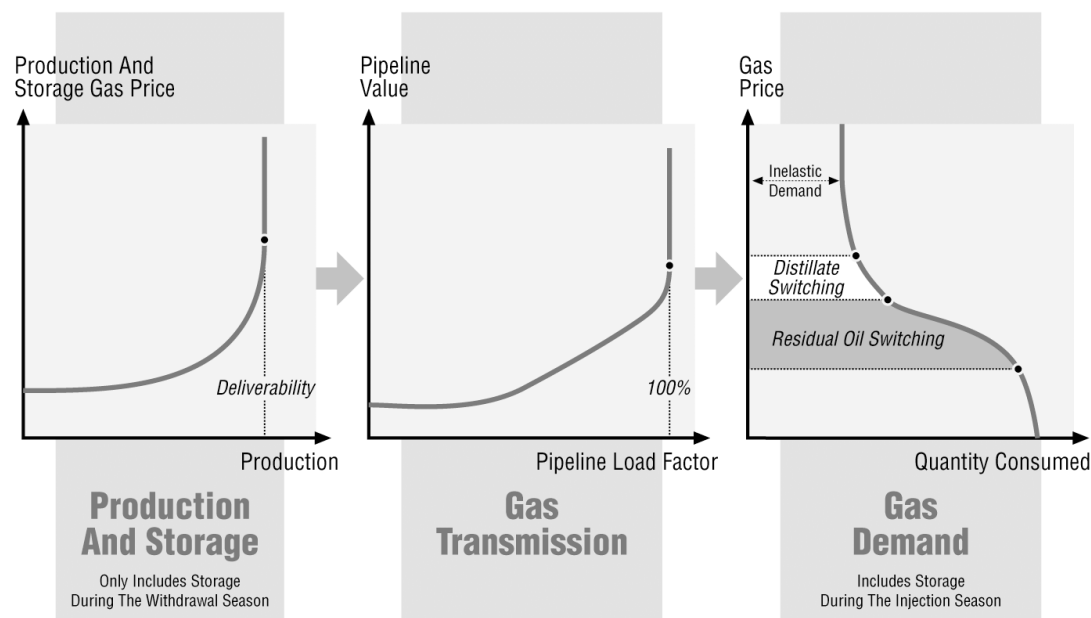 Production And
Storage Gas Price
Deliverability
Production
Production
And Storage
Only Includes Storage
During The Withdrawal Season
Pipeline
Value
100%
Pipeline Load Factor
Gas
Transmission
Gas
Price
Inelastic
Demand
Distillate
Switching
Residual Oil Switching
Quantity Consumed
Gas
Demand
Includes Storage
During The Injection Season